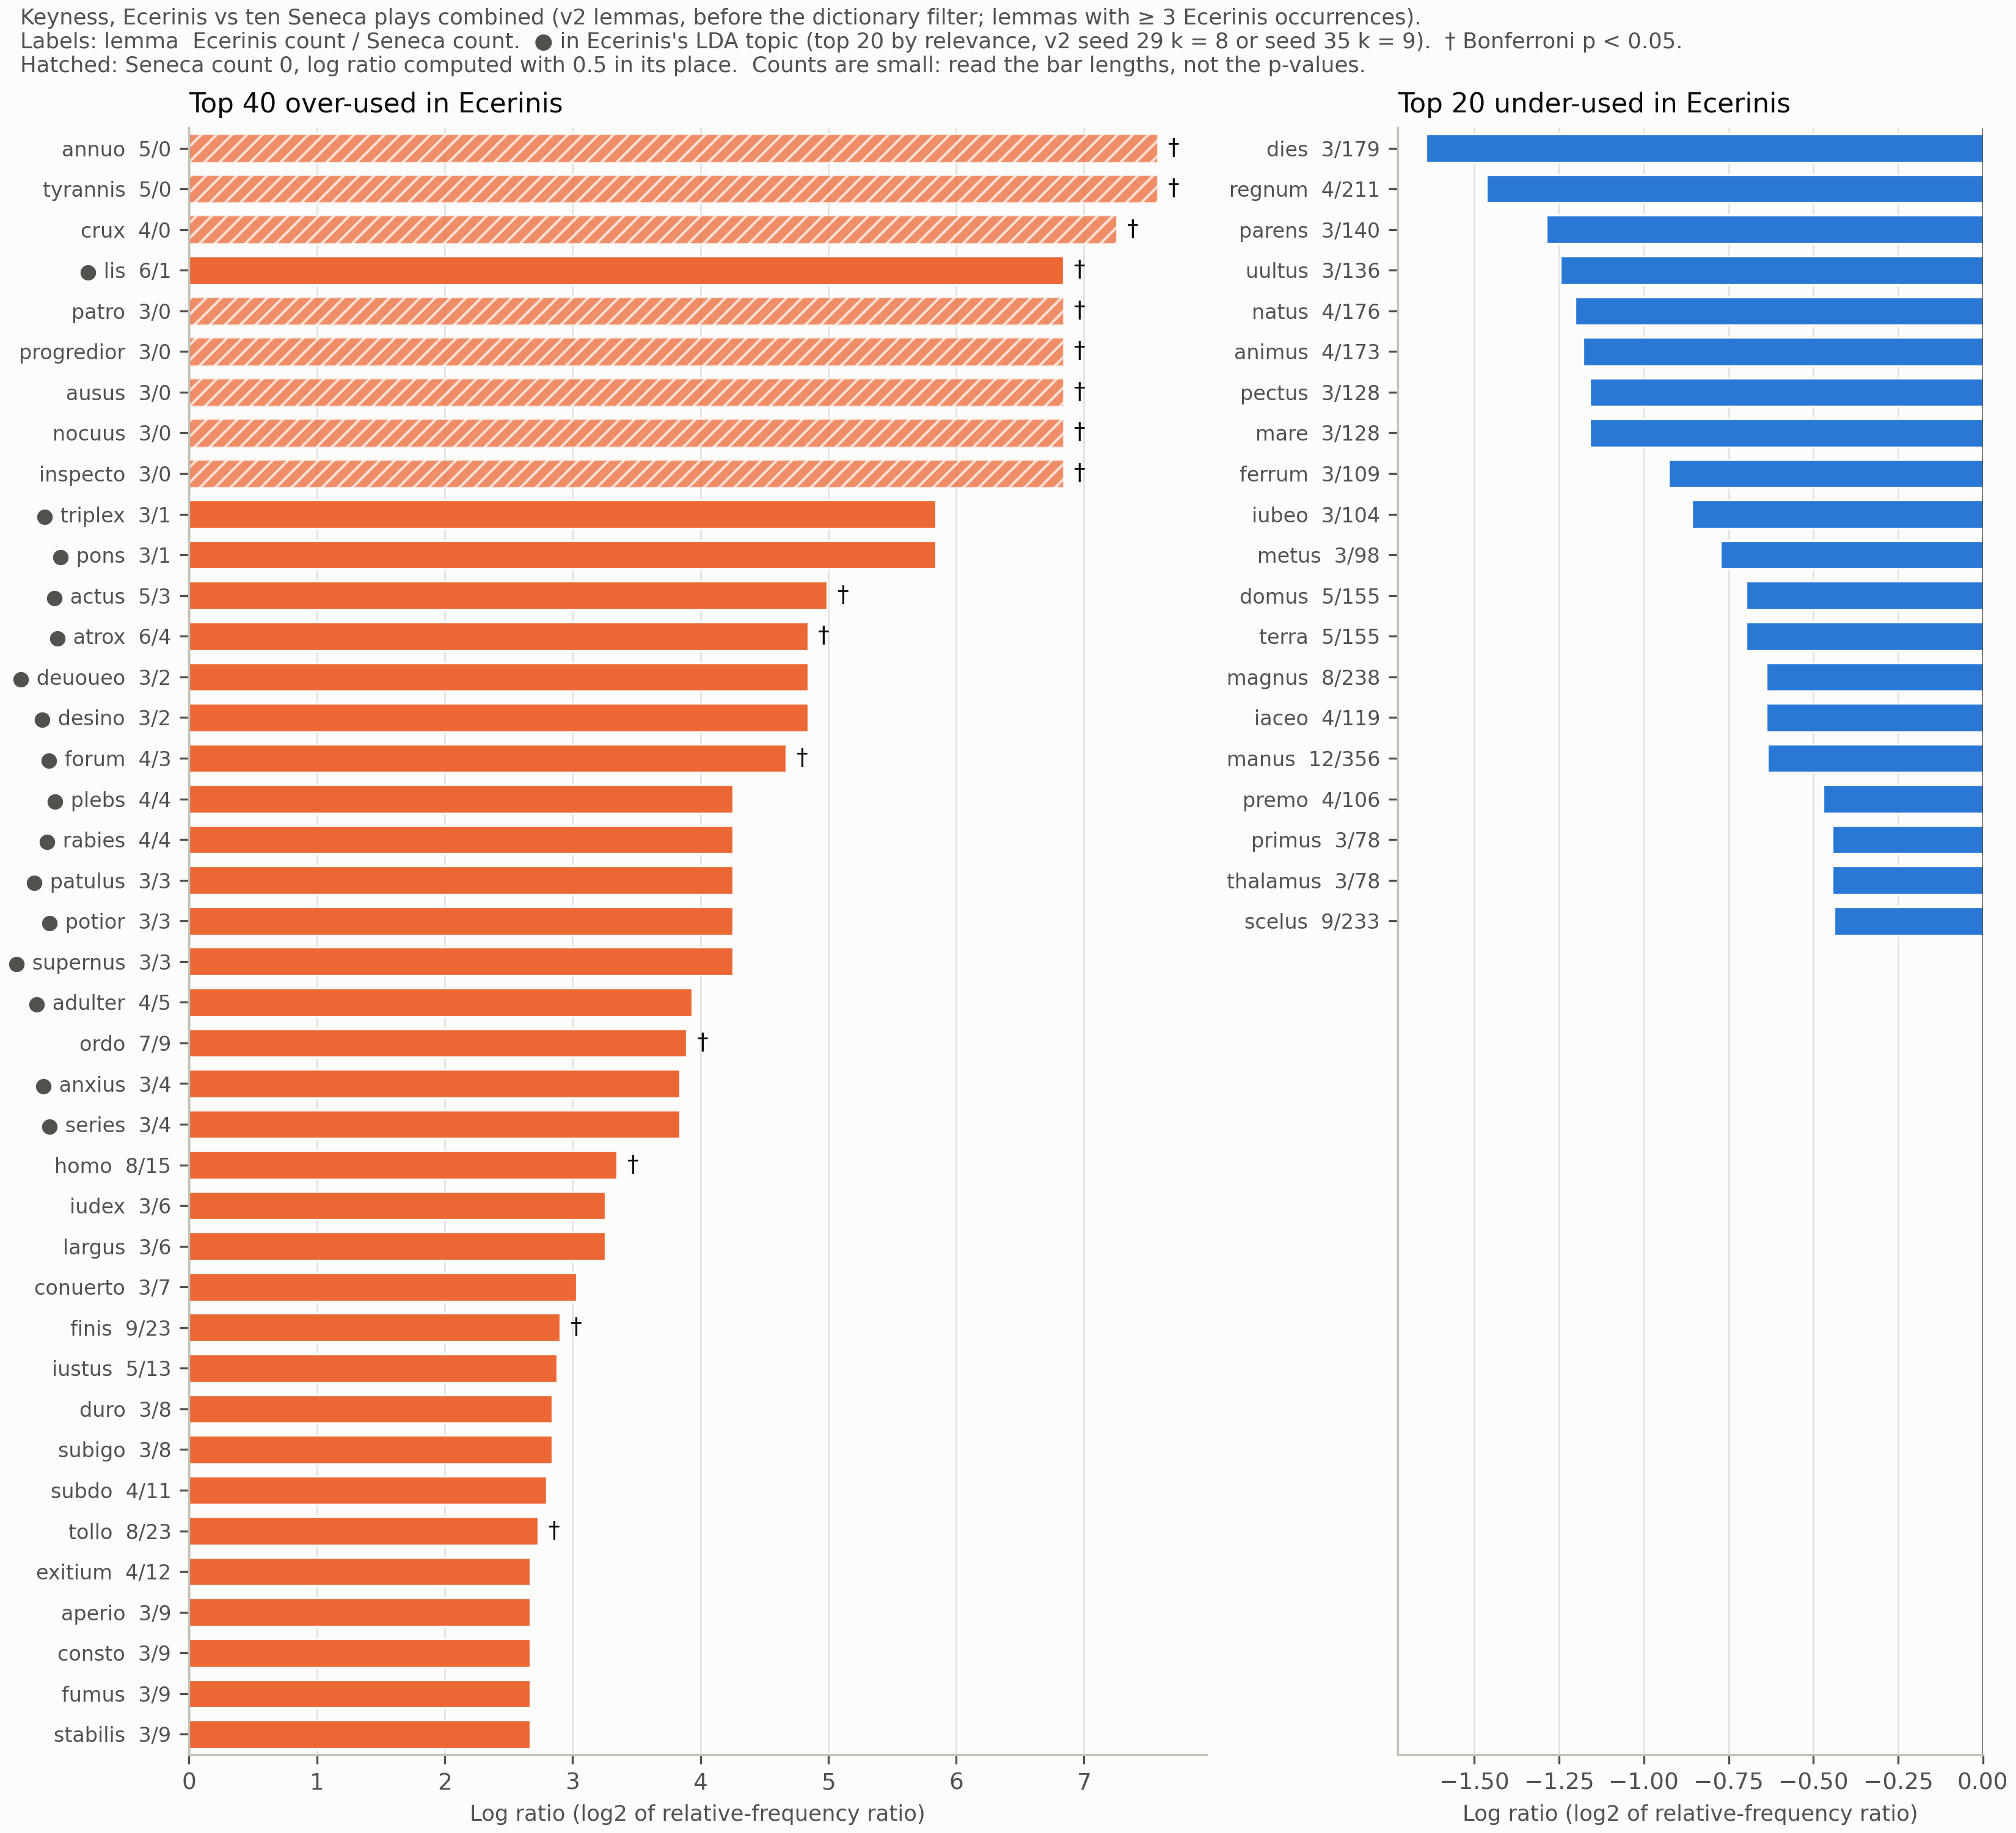 Keyness, Ecerinis vs ten Seneca plays combined (v2 lemmas, before the dictionary filter; lemmas with ≥ 3 Ecerinis occurrences).
Labels: lemma  Ecerinis count / Seneca count.  ● in Ecerinis's LDA topic (top 20 by relevance, v2 seed 29 k = 8 or seed 35 k = 9).  † Bonferroni p < 0.05.
Hatched: Seneca count 0, log ratio computed with 0.5 in its place.  Counts are small: read the bar lengths, not the p-values.
Top 40 over-used in Ecerinis
annuo  5/0 †
tyrannis  5/0 †
crux  4/0 †
● lis  6/1 †
patro  3/0 †
progredior  3/0 †
ausus  3/0 †
nocuus  3/0 †
inspecto  3/0 †
● triplex  3/1
● pons  3/1
● actus  5/3 †
● atrox  6/4 †
● deuoueo  3/2
● desino  3/2
● forum  4/3 †
● plebs  4/4
● rabies  4/4
● patulus  3/3
● potior  3/3
● supernus  3/3
● adulter  4/5
ordo  7/9 †
● anxius  3/4
● series  3/4
homo  8/15 †
iudex  3/6
largus  3/6
conuerto  3/7
finis  9/23 †
iustus  5/13
duro  3/8
subigo  3/8
subdo  4/11
tollo  8/23 †
exitium  4/12
aperio  3/9
consto  3/9
fumus  3/9
stabilis  3/9
0 1 2 3 4 5 6 7
Log ratio (log2 of relative-frequency ratio)
Top 20 under-used in Ecerinis
dies  3/179
regnum  4/211
parens  3/140
uultus  3/136
natus  4/176
animus  4/173
pectus  3/128
mare  3/128
ferrum  3/109
iubeo  3/104
metus  3/98
domus  5/155
terra  5/155
magnus  8/238
iaceo  4/119
manus  12/356
premo  4/106
primus  3/78
thalamus  3/78
scelus  9/233
−1.50 −1.25 −1.00 −0.75 −0.50 −0.25 0.00
Log ratio (log2 of relative-frequency ratio)